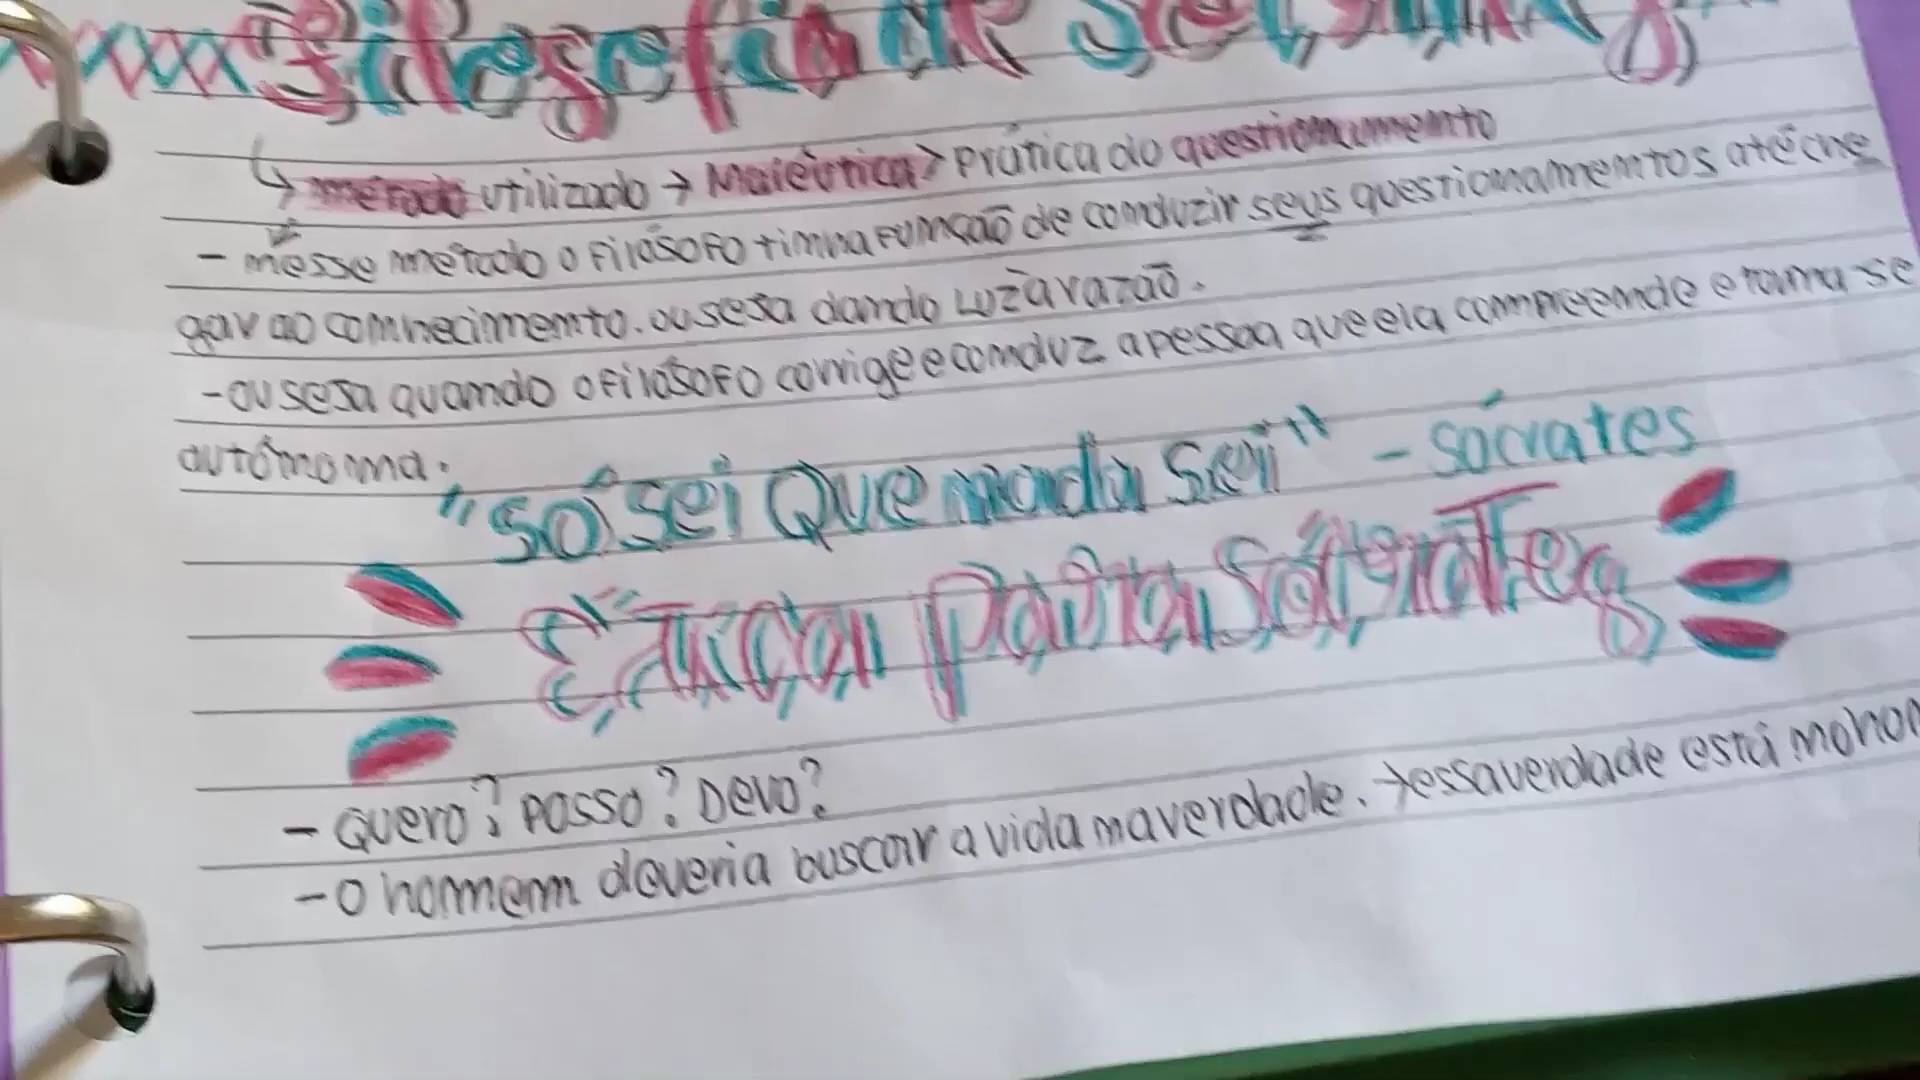 Filosofia de Sócrates
↳ método utilizado → Maiêutica > prática do questionamento
- nesse método o filósofo tinha função de conduzir seus questionamentos até che
gar ao conhecimento. ou seja dando luz à razão.
- ou seja quando o filósofo corrige e conduz a pessoa que ela compreende e torna-se
autônoma.
"Só sei Que nada sei" - Sócrates
Ética para Sócrates
- Quero? Posso? Devo?
- O homem deveria buscar a vida na verdade. → essa verdade está no hom